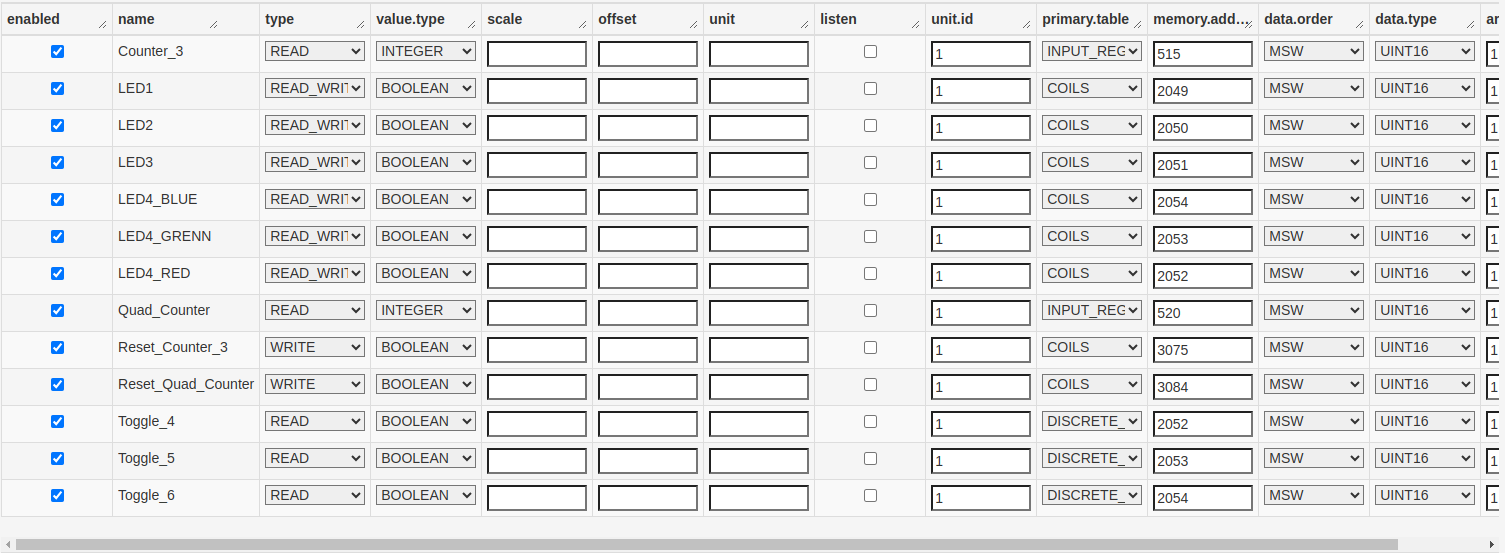 enabled name type value.type scale offset unit listen unit.id primary.table memory.add... data.order data.type ar
Counter_3 READ INTEGER 1 INPUT_REG 515 MSW UINT16 1
LED1 READ_WRIT BOOLEAN 1 COILS 2049 MSW UINT16 1
LED2 READ_WRIT BOOLEAN 1 COILS 2050 MSW UINT16 1
LED3 READ_WRIT BOOLEAN 1 COILS 2051 MSW UINT16 1
LED4_BLUE READ_WRIT BOOLEAN 1 COILS 2054 MSW UINT16 1
LED4_GRENN READ_WRIT BOOLEAN 1 COILS 2053 MSW UINT16 1
LED4_RED READ_WRIT BOOLEAN 1 COILS 2052 MSW UINT16 1
Quad_Counter READ INTEGER 1 INPUT_REG 520 MSW UINT16 1
Reset_Counter_3 WRITE BOOLEAN 1 COILS 3075 MSW UINT16 1
Reset_Quad_Counter WRITE BOOLEAN 1 COILS 3084 MSW UINT16 1
Toggle_4 READ BOOLEAN 1 DISCRETE_ 2052 MSW UINT16 1
Toggle_5 READ BOOLEAN 1 DISCRETE_ 2053 MSW UINT16 1
Toggle_6 READ BOOLEAN 1 DISCRETE_ 2054 MSW UINT16 1